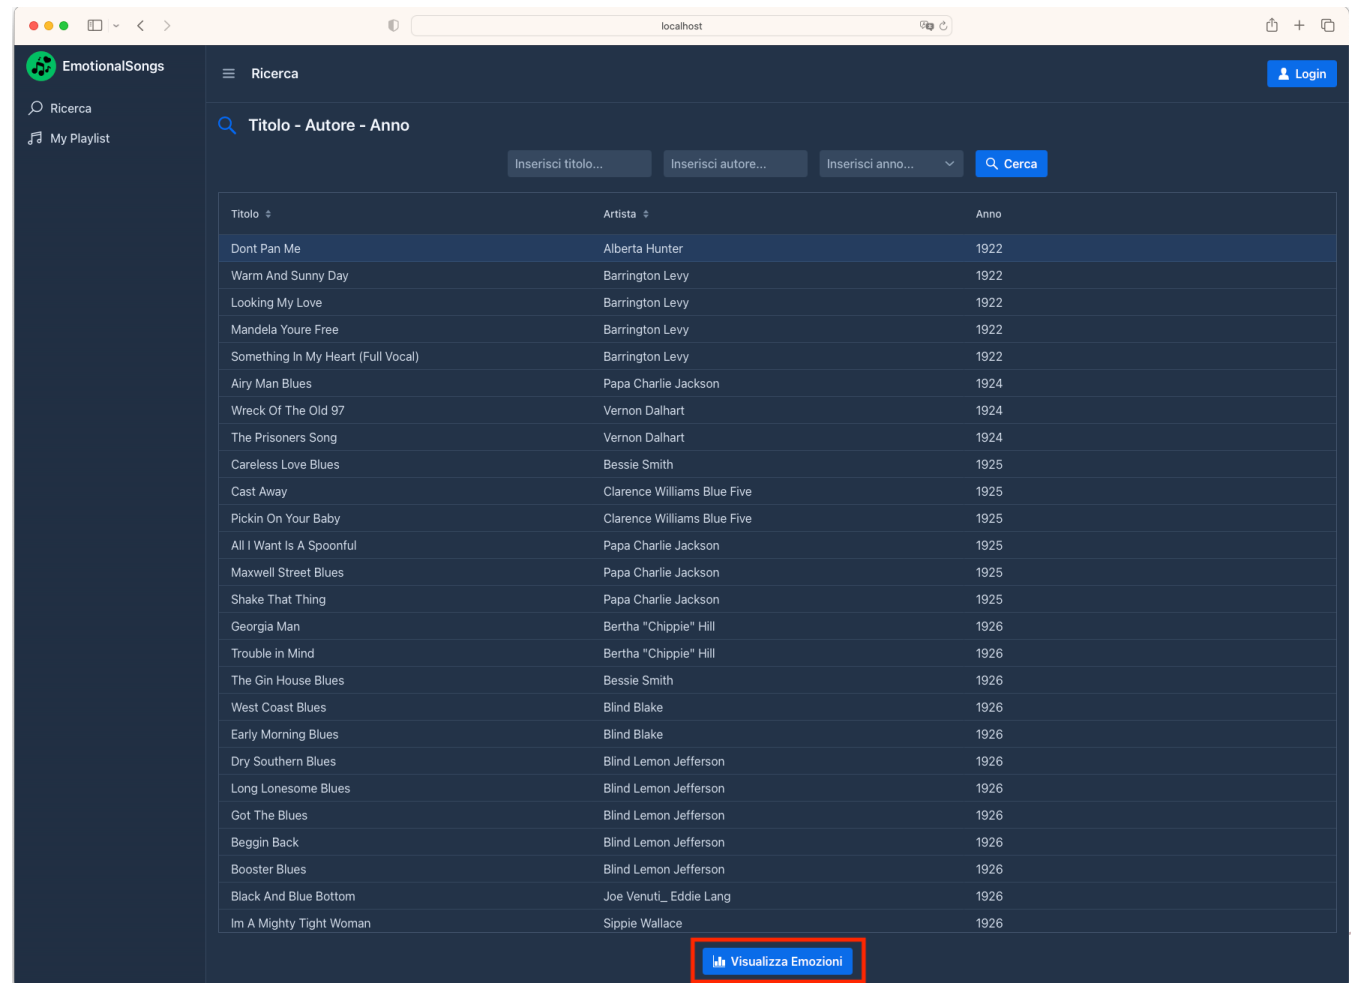 localhost
EmotionalSongs
Ricerca
My Playlist
Ricerca
Login
Titolo - Autore - Anno
Inserisci titolo... Inserisci autore... Inserisci anno... Cerca
Titolo Artista Anno
Dont Pan Me Alberta Hunter 1922
Warm And Sunny Day Barrington Levy 1922
Looking My Love Barrington Levy 1922
Mandela Youre Free Barrington Levy 1922
Something In My Heart (Full Vocal) Barrington Levy 1922
Airy Man Blues Papa Charlie Jackson 1924
Wreck Of The Old 97 Vernon Dalhart 1924
The Prisoners Song Vernon Dalhart 1924
Careless Love Blues Bessie Smith 1925
Cast Away Clarence Williams Blue Five 1925
Pickin On Your Baby Clarence Williams Blue Five 1925
All I Want Is A Spoonful Papa Charlie Jackson 1925
Maxwell Street Blues Papa Charlie Jackson 1925
Shake That Thing Papa Charlie Jackson 1925
Georgia Man Bertha "Chippie" Hill 1926
Trouble in Mind Bertha "Chippie" Hill 1926
The Gin House Blues Bessie Smith 1926
West Coast Blues Blind Blake 1926
Early Morning Blues Blind Blake 1926
Dry Southern Blues Blind Lemon Jefferson 1926
Long Lonesome Blues Blind Lemon Jefferson 1926
Got The Blues Blind Lemon Jefferson 1926
Beggin Back Blind Lemon Jefferson 1926
Booster Blues Blind Lemon Jefferson 1926
Black And Blue Bottom Joe Venuti_ Eddie Lang 1926
Im A Mighty Tight Woman Sippie Wallace 1926
Visualizza Emozioni